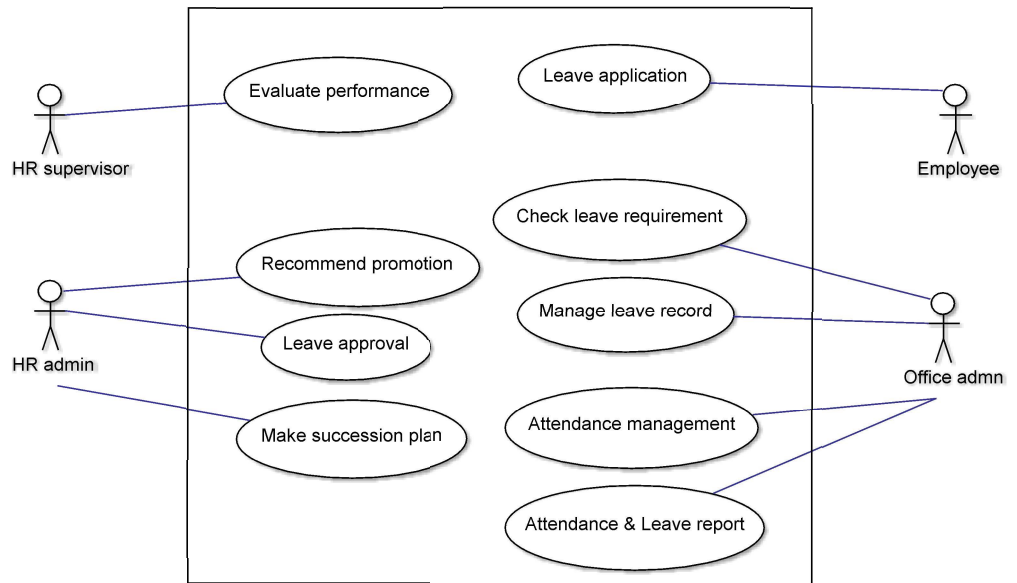 Evaluate performance
Leave application
HR supervisor
Employee
Check leave requirement
Recommend promotion
Manage leave record
Leave approval
HR admin
Office admn
Make succession plan
Attendance management
Attendance & Leave report